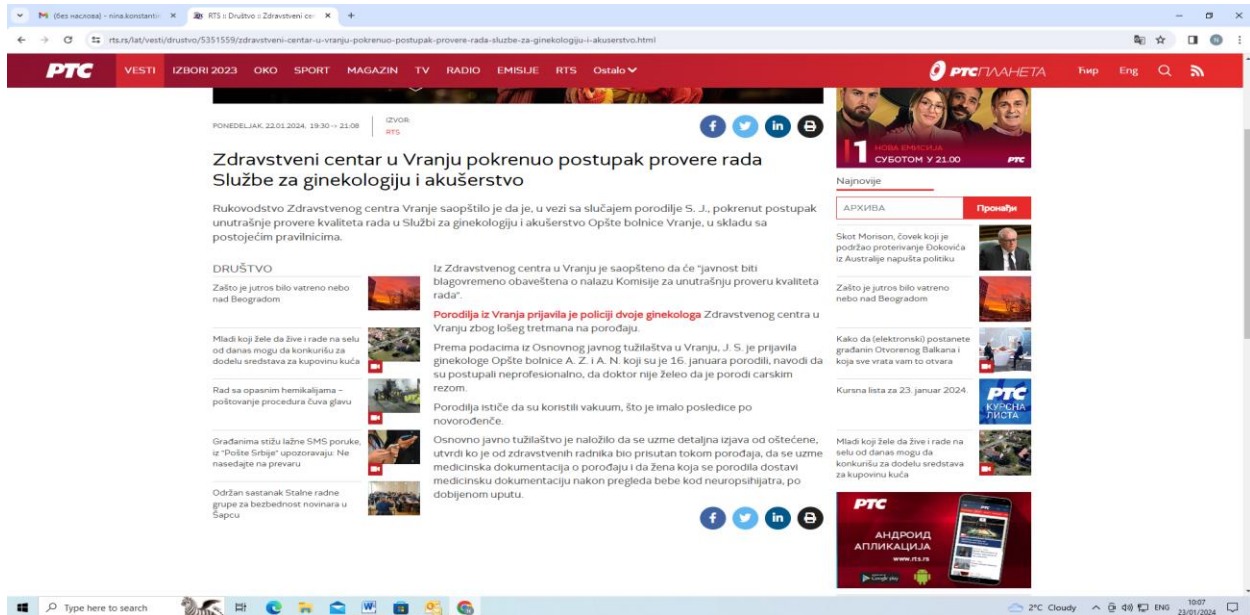 (без наслова) - nina.konstantin
RTS :: Društvo :: Zdravstveni cen
rts.rs/lat/vesti/drustvo/5351559/zdravstveni-centar-u-vranju-pokrenuo-postupak-provere-rada-sluzbe-za-ginekologiju-i-akuserstvo.html
РТС VESTI IZBORI 2023 OKO SPORT MAGAZIN TV RADIO EMISIJE RTS Ostalo РТС ПЛАНЕТА Ћир Eng
PONEDELJAK, 22.01.2024, 19:30 -> 21:08
IZVOR:
RTS
Zdravstveni centar u Vranju pokrenuo postupak provere rada
Službe za ginekologiju i akušerstvo
Rukovodstvo Zdravstvenog centra Vranje saopštilo je da je, u vezi sa slučajem porodilje S. J., pokrenut postupak
unutrašnje provere kvaliteta rada u Službi za ginekologiju i akušerstvo Opšte bolnice Vranje, u skladu sa
postojećim pravilnicima.
DRUŠTVO
Zašto je jutros bilo vatreno nebo
nad Beogradom
Mladi koji žele da žive i rade na selu
od danas mogu da konkurišu za
dodelu sredstava za kupovinu kuća
Rad sa opasnim hemikalijama –
poštovanje procedura čuva glavu
Građanima stižu lažne SMS poruke,
iz "Pošte Srbije" upozoravaju: Ne
nasedajte na prevaru
Održan sastanak Stalne radne
grupe za bezbednost novinara u
Šapcu
Iz Zdravstvenog centra u Vranju je saopšteno da će "javnost biti
blagovremeno obaveštena o nalazu Komisije za unutrašnju proveru kvaliteta
rada".
Porodilja iz Vranja prijavila je policiji dvoje ginekologa Zdravstvenog centra u
Vranju zbog lošeg tretmana na porođaju.
Prema podacima iz Osnovnog javnog tužilaštva u Vranju, J. S. je prijavila
ginekologe Opšte bolnice A. Z. i A. N. koji su je 16. januara porodili, navodi da
su postupali neprofesionalno, da doktor nije želeo da je porodi carskim
rezom.
Porodilja ističe da su koristili vakuum, što je imalo posledice po
novorođenče.
Osnovno javno tužilaštvo je naložilo da se uzme detaljna izjava od oštećene,
utvrdi ko je od zdravstvenih radnika bio prisutan tokom porođaja, da se uzme
medicinska dokumentacija o porođaju i da žena koja se porodila dostavi
medicinsku dokumentaciju nakon pregleda bebe kod neuropsihijatra, po
dobijenom uputu.
1 НОВА ЕМИСИЈА
СУБОТОМ У 21.00 РТС
Najnovije
АРХИВА Пронађи
Skot Morison, čovek koji je
podržao proterivanje Đokovića
iz Australije napušta politiku
Zašto je jutros bilo vatreno
nebo nad Beogradom
Kako da (elektronski) postanete
građanin Otvorenog Balkana i
koja sve vrata vam to otvara
Kursna lista za 23. januar 2024.
РТС
КУРСНА
ЛИСТА
Mladi koji žele da žive i rade na
selu od danas mogu da
konkurišu za dodelu sredstava
za kupovinu kuća
РТС
АНДРОИД
АПЛИКАЦИЈА
www.rts.rs
Google play
Type here to search
2°C Cloudy ENG 10:07
23/01/2024